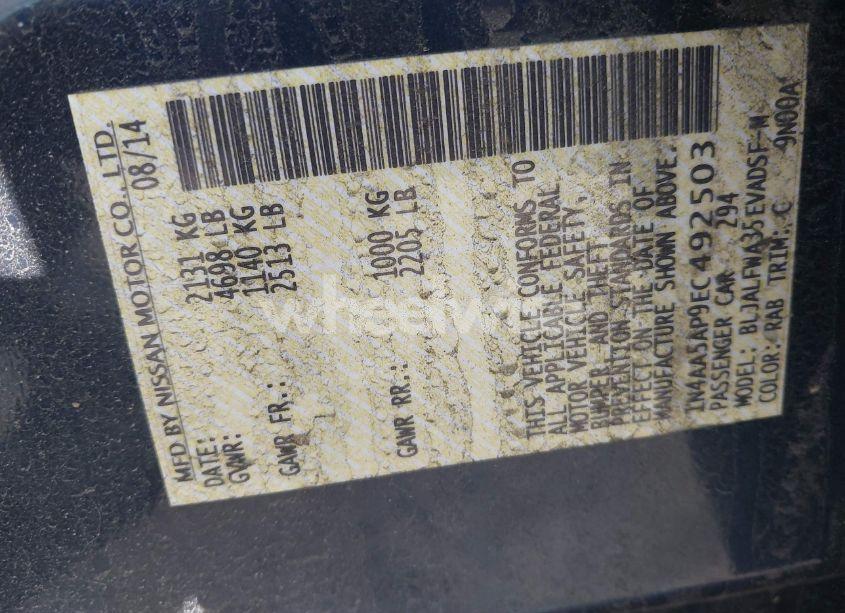 MFD BY NISSAN MOTOR CO., LTD.
DATE: 08/14
GVWR: 2131 KG
4698 LB
GAWR FR.: 1140 KG
2513 LB
GAWR RR.: 1000 KG
2205 LB
THIS VEHICLE CONFORMS TO
ALL APPLICABLE FEDERAL
MOTOR VEHICLE SAFETY,
BUMPER AND THEFT
PREVENTION STANDARDS IN
EFFECT ON THE DATE OF
MANUFACTURE SHOWN ABOVE.
1N4AA5AP9EC492503
PASSENGER CAR 294
MODEL: BLJALFWA35EVADSF-M
COLOR: RAB TRIM: C 9N00A